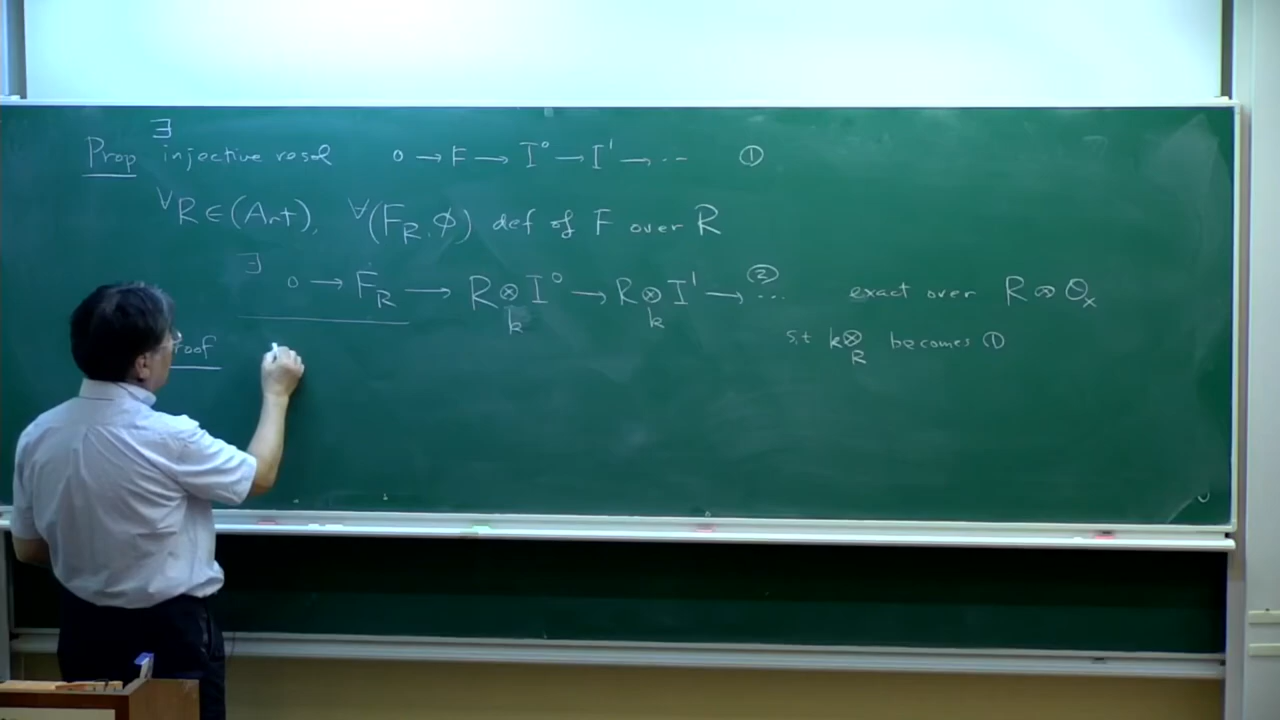 ∃
Prop injective resol 0 → F → I⁰ → I¹ → ⋯ ①
∀R ∈ (Art), ∀(F_R, φ) def of F over R
∃ 0 → F_R → R ⊗_k I⁰ → R ⊗_k I¹ → ⋯ ② exact over R ⊗ O_x
s,t k ⊗_R becomes ①
roof